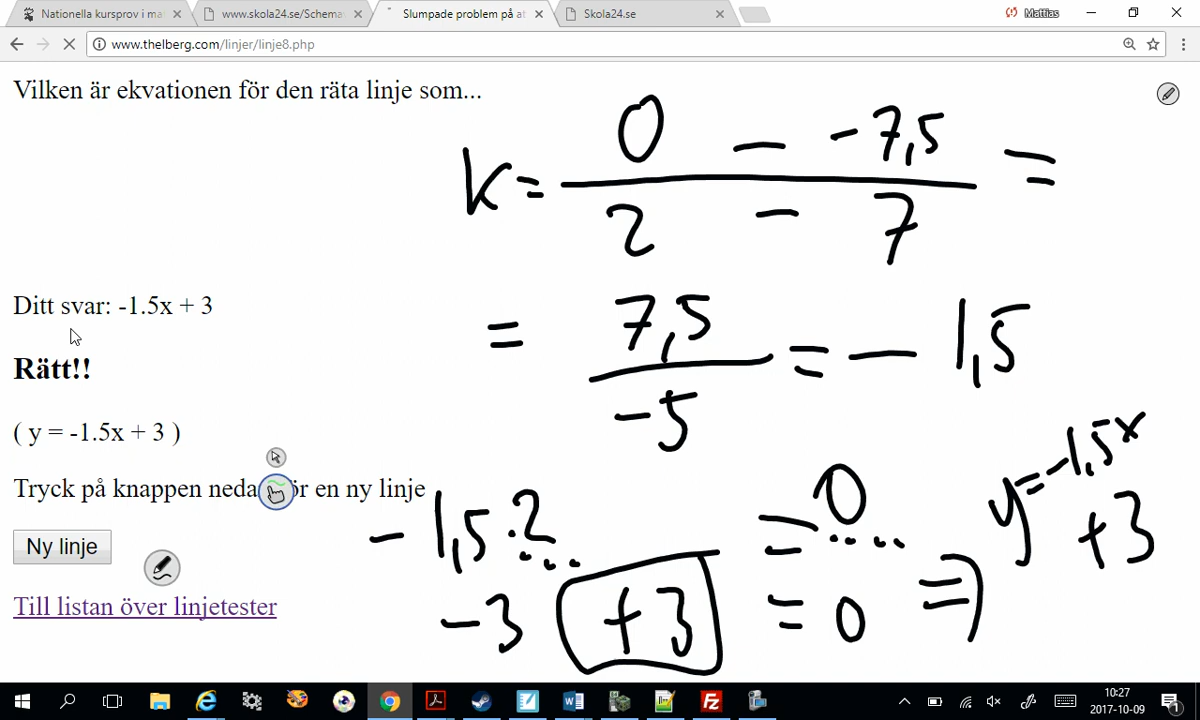 Nationella kursprov i ma
www.skola24.se/Schema
Slumpade problem på at
Skola24.se
Mattias
www.thelberg.com/linjer/linje8.php
Vilken är ekvationen för den räta linje som...
k = 0 - -7,5 =
2 - 7
Ditt svar: -1.5x + 3
= 7,5 = - 1,5
-5
Rätt!!
( y = -1.5x + 3 )
Tryck på knappen neda ör en ny linje
- 1,5 · 2 ... = 0 ....
y = -1,5x
+3
Ny linje
-3 +3 = 0 ⇒
Till listan över linjetester
10:27
2017-10-09
1